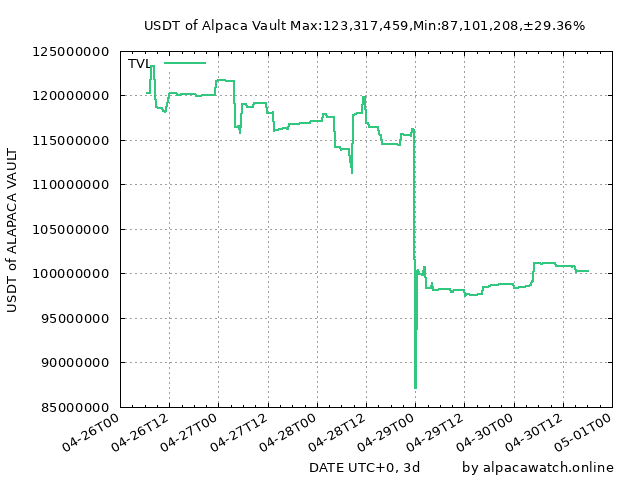 USDT of Alpaca Vault Max:123,317,459,Min:87,101,208,±29.36%
TVL
125000000
120000000
115000000
110000000
105000000
100000000
95000000
90000000
85000000
USDT of ALAPACA VAULT
04-26T00
04-26T12
04-27T00
04-27T12
04-28T00
04-28T12
04-29T00
04-29T12
04-30T00
04-30T12
05-01T00
DATE UTC+0, 3d
by alpacawatch.online